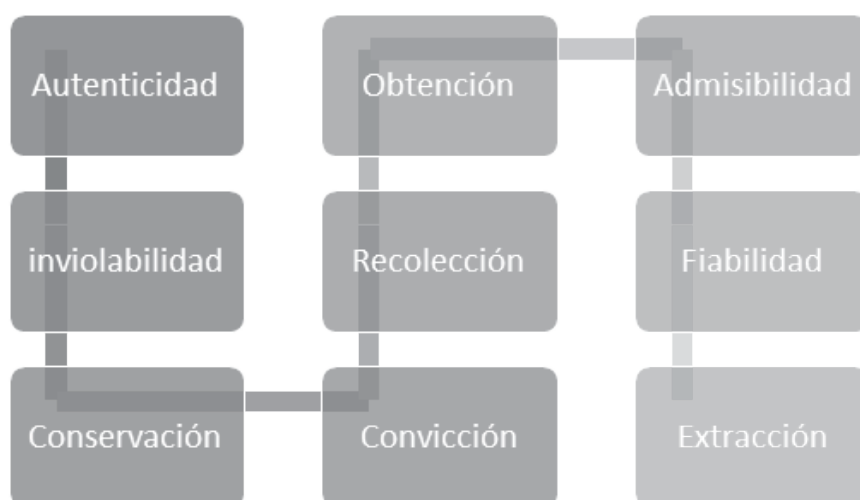 Autenticidad
inviolabilidad
Conservación
Convicción
Recolección
Obtención
Admisibilidad
Fiabilidad
Extracción